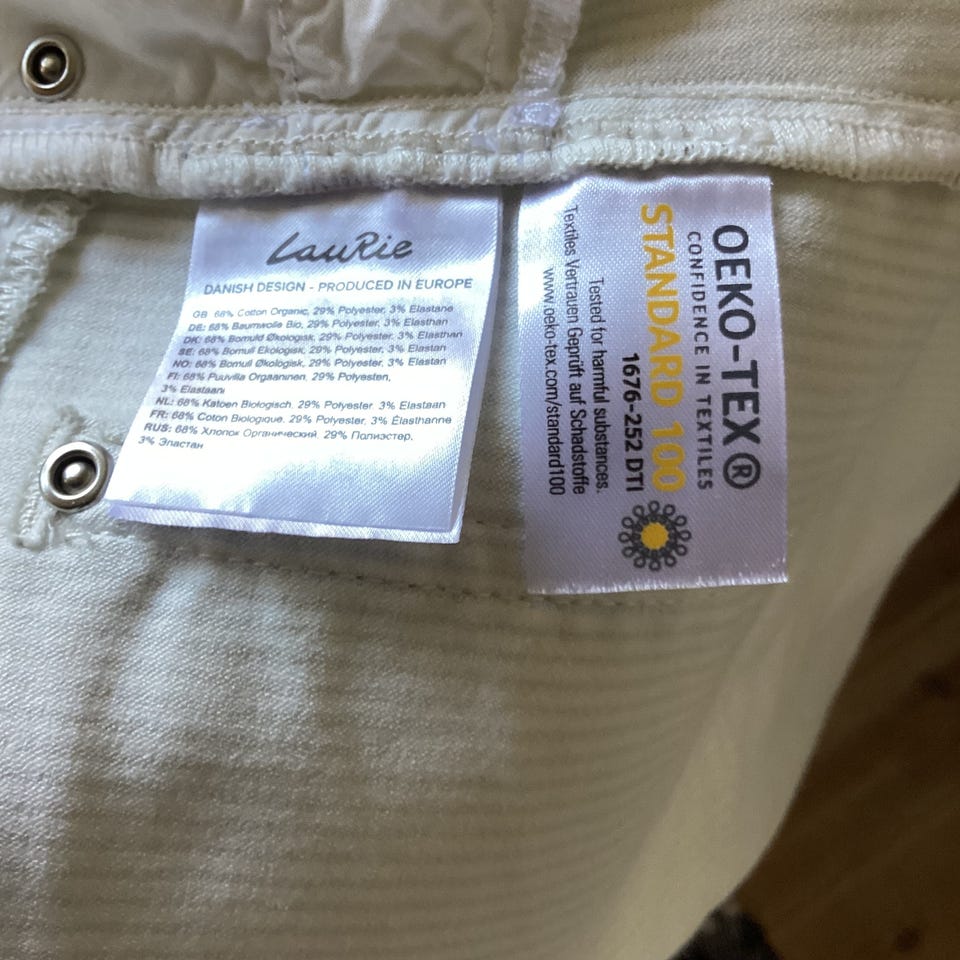 LauRie
DANISH DESIGN - PRODUCED IN EUROPE
GB: 68% Cotton Organic, 29% Polyester, 3% Elastane
DE: 68% Baumwolle Bio, 29% Polyester, 3% Elasthan
DK: 68% Bomuld Økologisk, 29% Polyester, 3% Elasthan
SE: 68% Bomull Ekologisk, 29% Polyester, 3% Elastan
NO: 68% Bomull Økologisk, 29% Polyester, 3% Elastan
FI: 68% Puuvilla Orgaaninen, 29% Polyesteri,
3% Elastaani
NL: 68% Katoen Biologisch, 29% Polyester, 3% Elastaan
FR: 68% Coton Biologique, 29% Polyester, 3% Élasthanne
RUS: 68% Хлопок Органический, 29% Полиэстер,
3% Эластан
OEKO-TEX®
CONFIDENCE IN TEXTILES
STANDARD 100
1676-252 DTI
Tested for harmful substances.
Textiles Vertrauen Geprüft auf Schadstoffe
www.oeko-tex.com/standard100